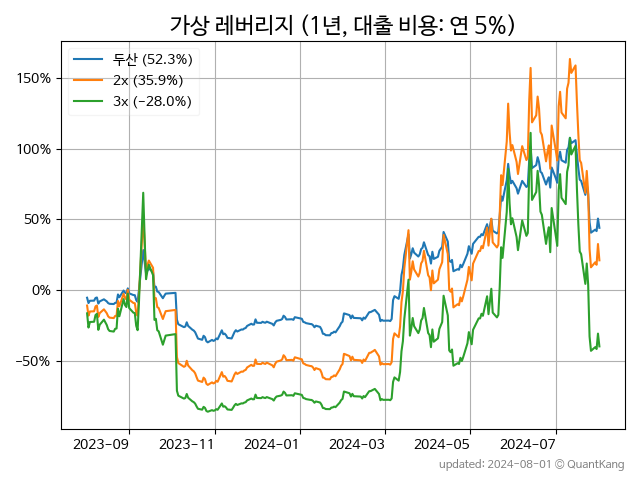 가상 레버리지 (1년, 대출 비용: 연 5%)
두산 (52.3%)
2x (35.9%)
3x (−28.0%)
150%
100%
50%
0%
−50%
2023-09 2023-11 2024-01 2024-03 2024-05 2024-07
updated: 2024-08-01 © QuantKang